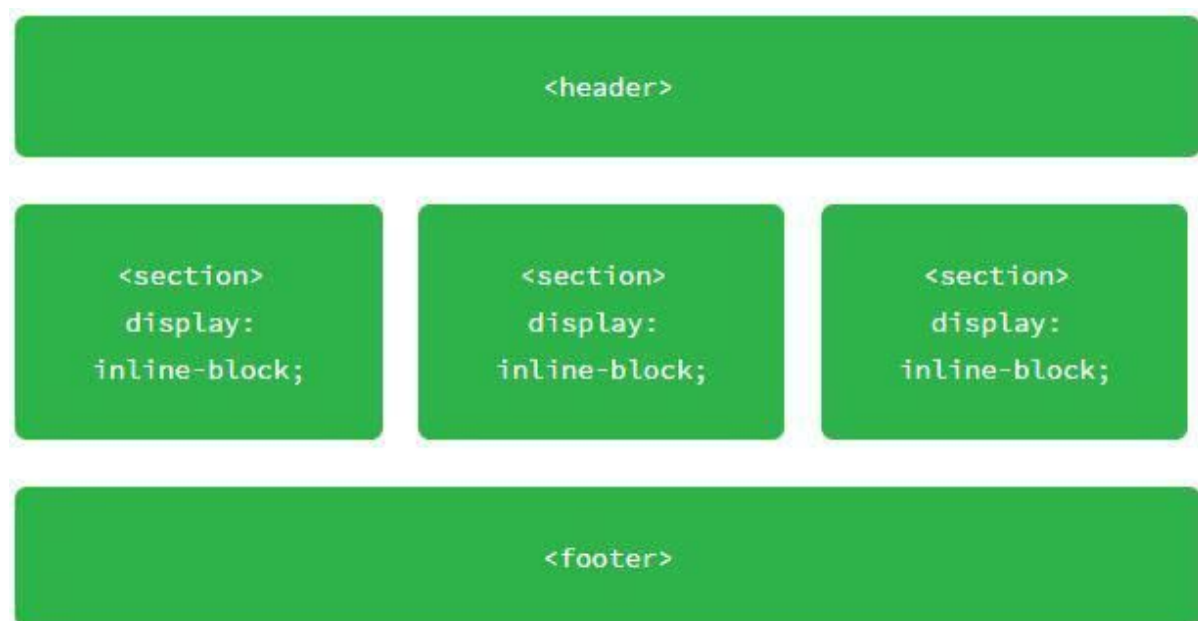 <header>
<section>
display:
inline-block;
<section>
display:
inline-block;
<section>
display:
inline-block;
<footer>